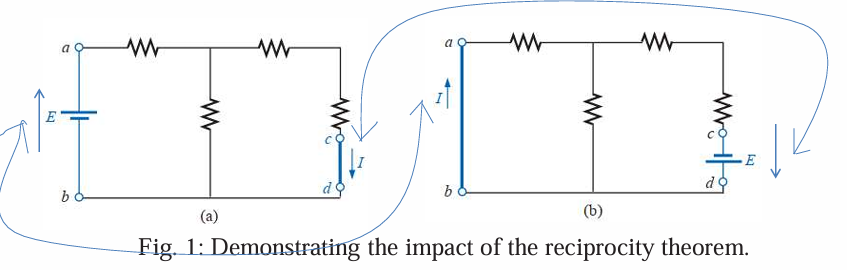 a
E
b
c
I
d
(a)
a
I
b
c
E
d
(b)
Fig. 1: Demonstrating the impact of the reciprocity theorem.